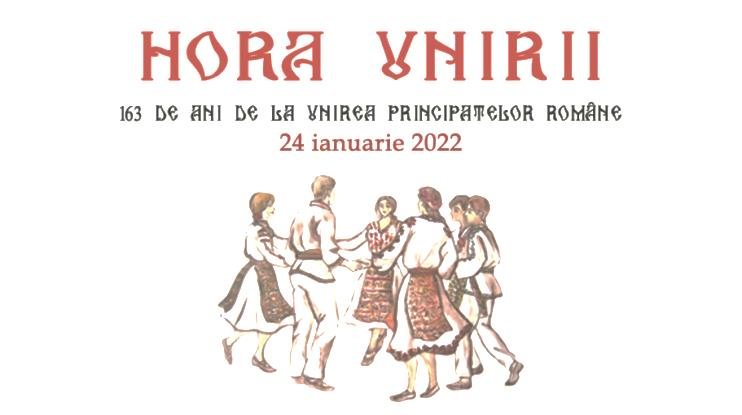 HORA UNIRII
163 DE ANI DE LA UNIREA PRINCIPATELOR ROMÂNE
24 ianuarie 2022